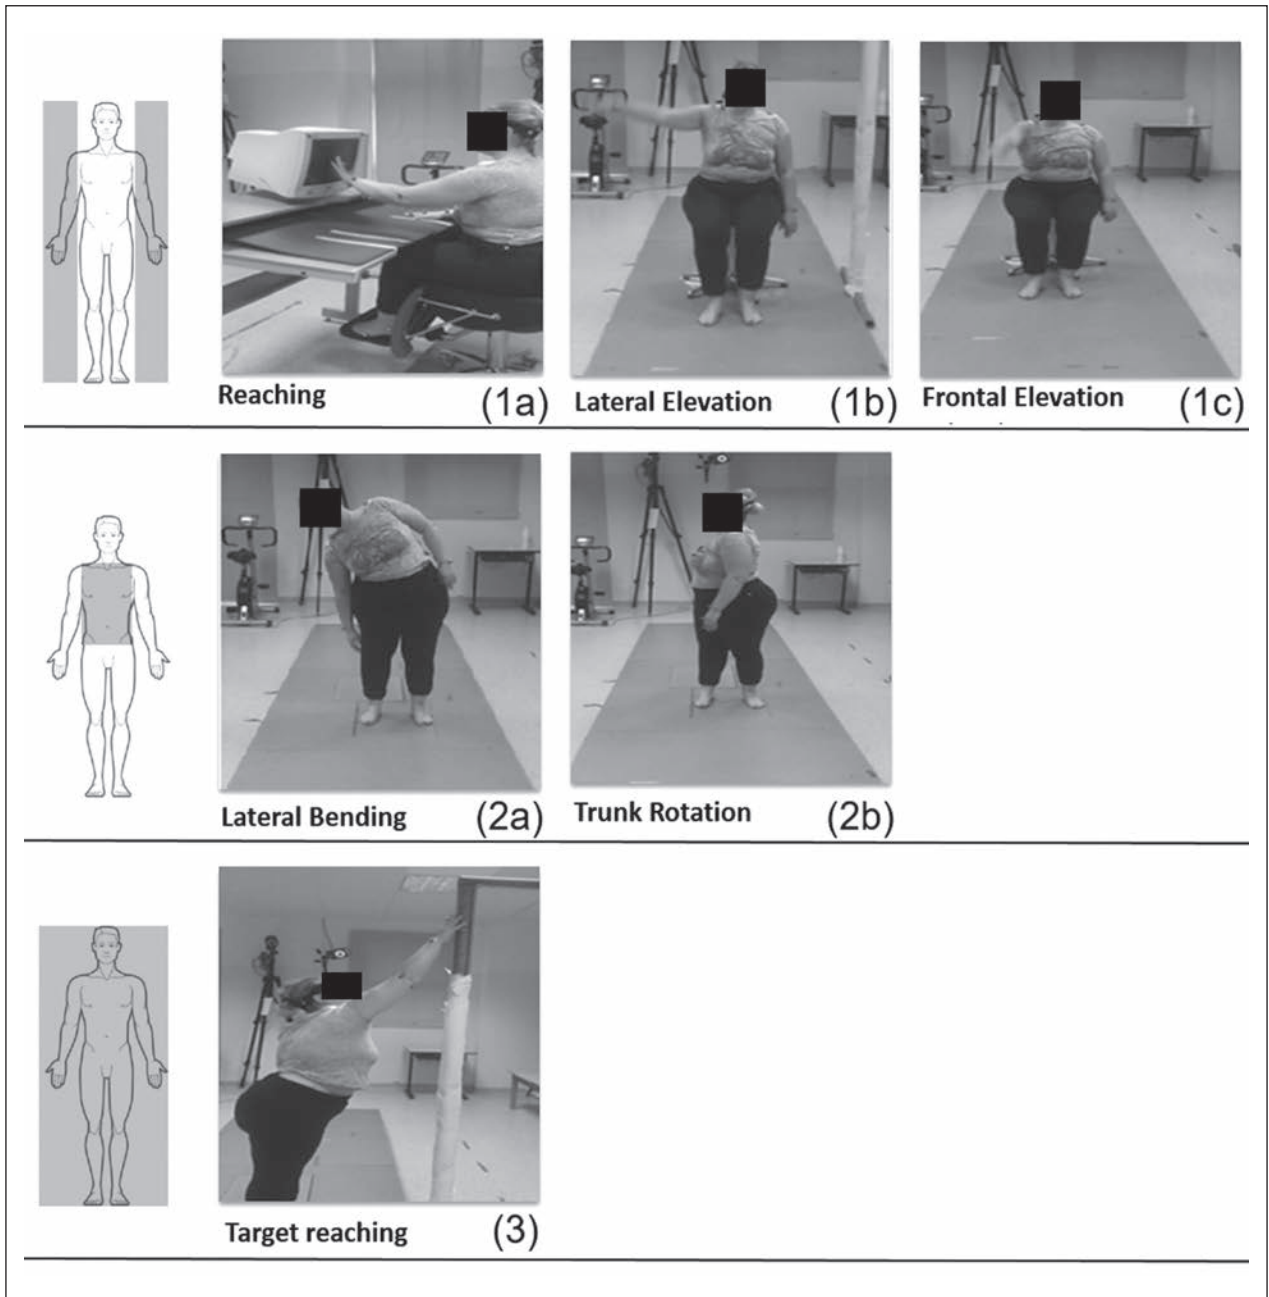 Reaching (1a)
Lateral Elevation (1b)
Frontal Elevation (1c)
Lateral Bending (2a)
Trunk Rotation (2b)
Target reaching (3)